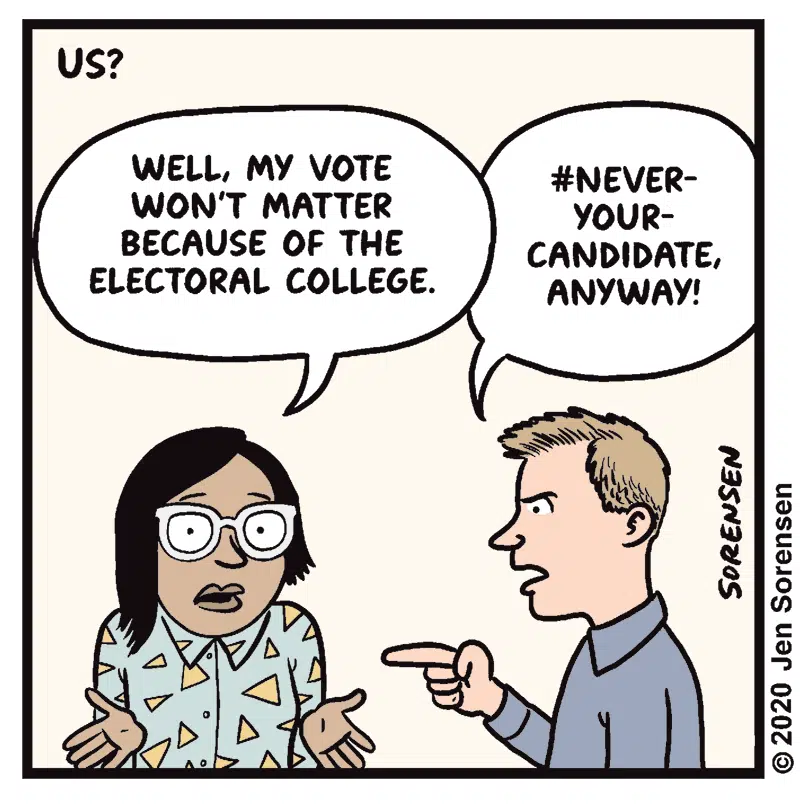 US?
WELL, MY VOTE
WON'T MATTER
BECAUSE OF THE
ELECTORAL COLLEGE.
#NEVER-
YOUR-
CANDIDATE,
ANYWAY!
SORENSEN
© 2020 Jen Sorensen